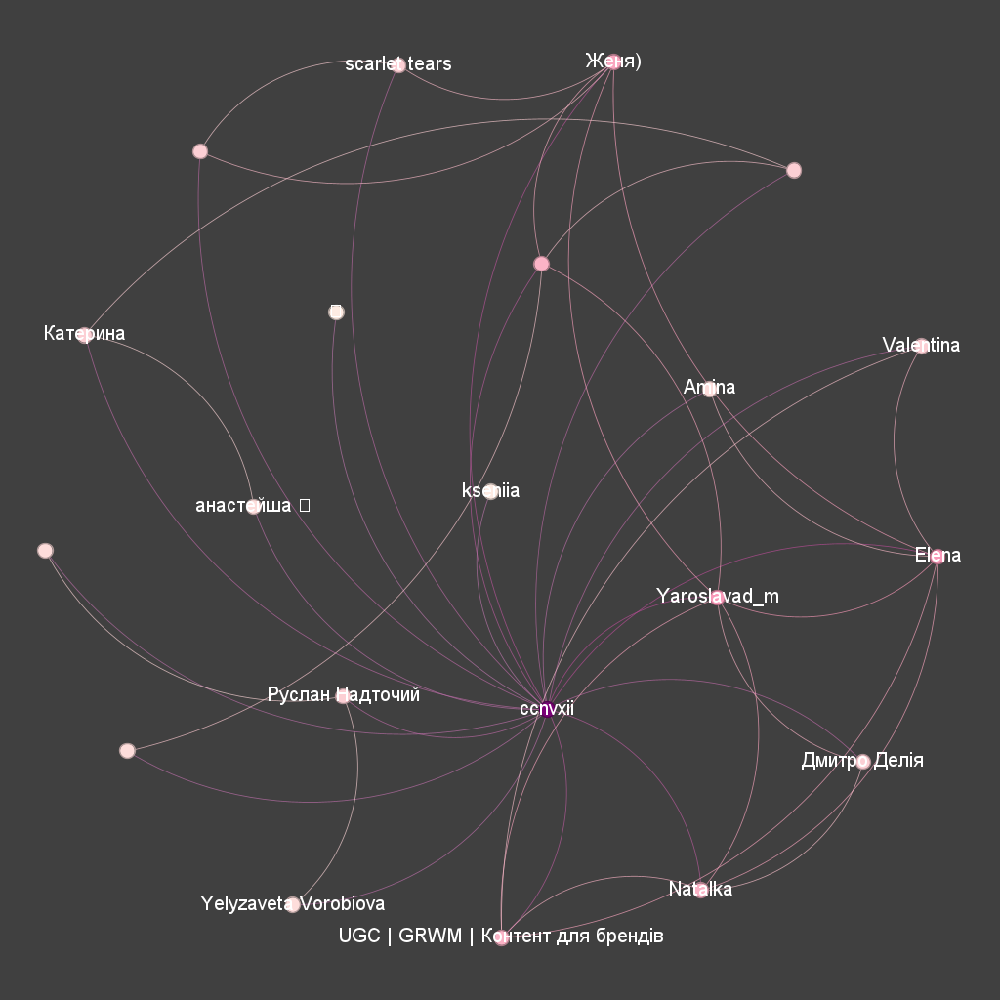 scarlet tears
Женя)
Катерина
Valentina
Amina
kseniia
анастейша
Elena
Yaroslavad_m
Руслан Надточий
ccnvxii
Дмитро Делія
Natalka
Yelyzaveta Vorobiova
UGC | GRWM | Контент для брендів